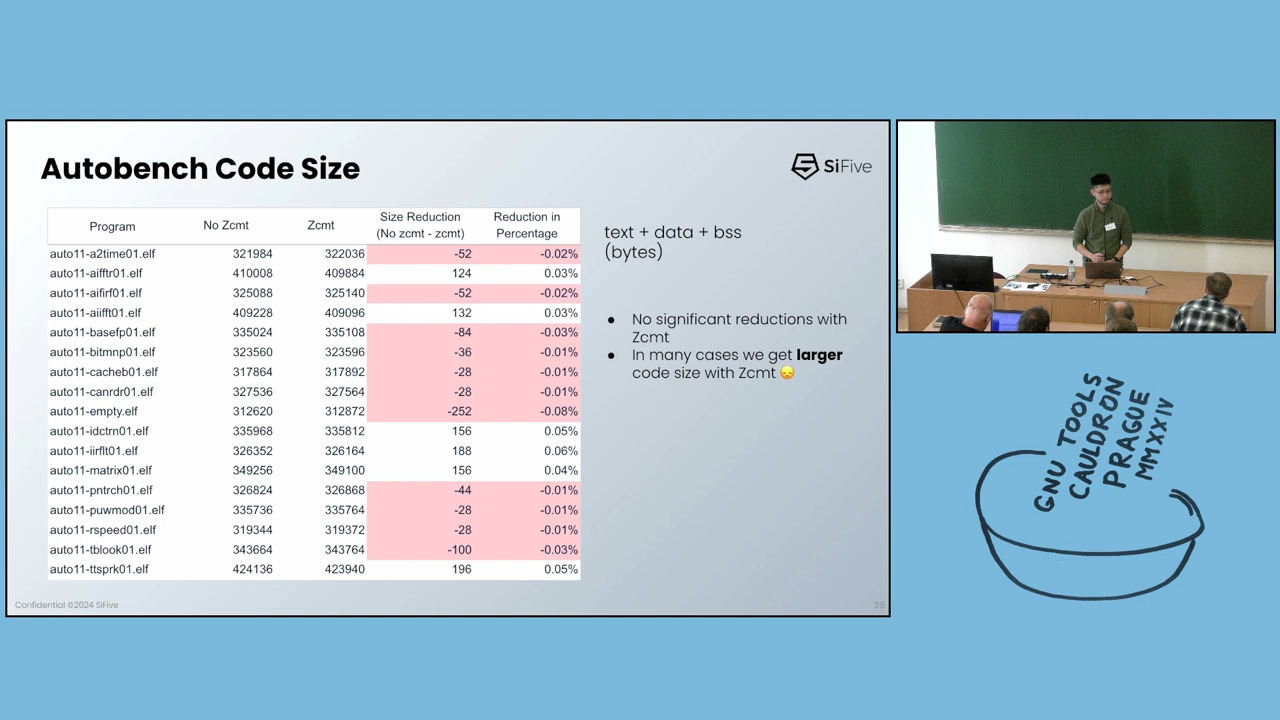 Autobench Code Size
SiFive
Program No Zcmt Zcmt Size Reduction (No zcmt - zcmt) Reduction in Percentage
auto11-a2time01.elf 321984 322036 -52 -0.02%
auto11-aifftr01.elf 410008 409884 124 0.03%
auto11-aifirf01.elf 325088 325140 -52 -0.02%
auto11-aiifft01.elf 409228 409096 132 0.03%
auto11-basefp01.elf 335024 335108 -84 -0.03%
auto11-bitmnp01.elf 323560 323596 -36 -0.01%
auto11-cacheb01.elf 317864 317892 -28 -0.01%
auto11-canrdr01.elf 327536 327564 -28 -0.01%
auto11-empty.elf 312620 312872 -252 -0.08%
auto11-idctrn01.elf 335968 335812 156 0.05%
auto11-iirflt01.elf 326352 326164 188 0.06%
auto11-matrix01.elf 349256 349100 156 0.04%
auto11-pntrch01.elf 326824 326868 -44 -0.01%
auto11-puwmod01.elf 335736 335764 -28 -0.01%
auto11-rspeed01.elf 319344 319372 -28 -0.01%
auto11-tblook01.elf 343664 343764 -100 -0.03%
auto11-ttsprk01.elf 424136 423940 196 0.05%
text + data + bss
(bytes)
● No significant reductions with
Zcmt
● In many cases we get larger
code size with Zcmt 😞
Confidential ©2024 SiFive
39
GNU TOOLS
CAULDRON
PRAGUE
MMXXIV